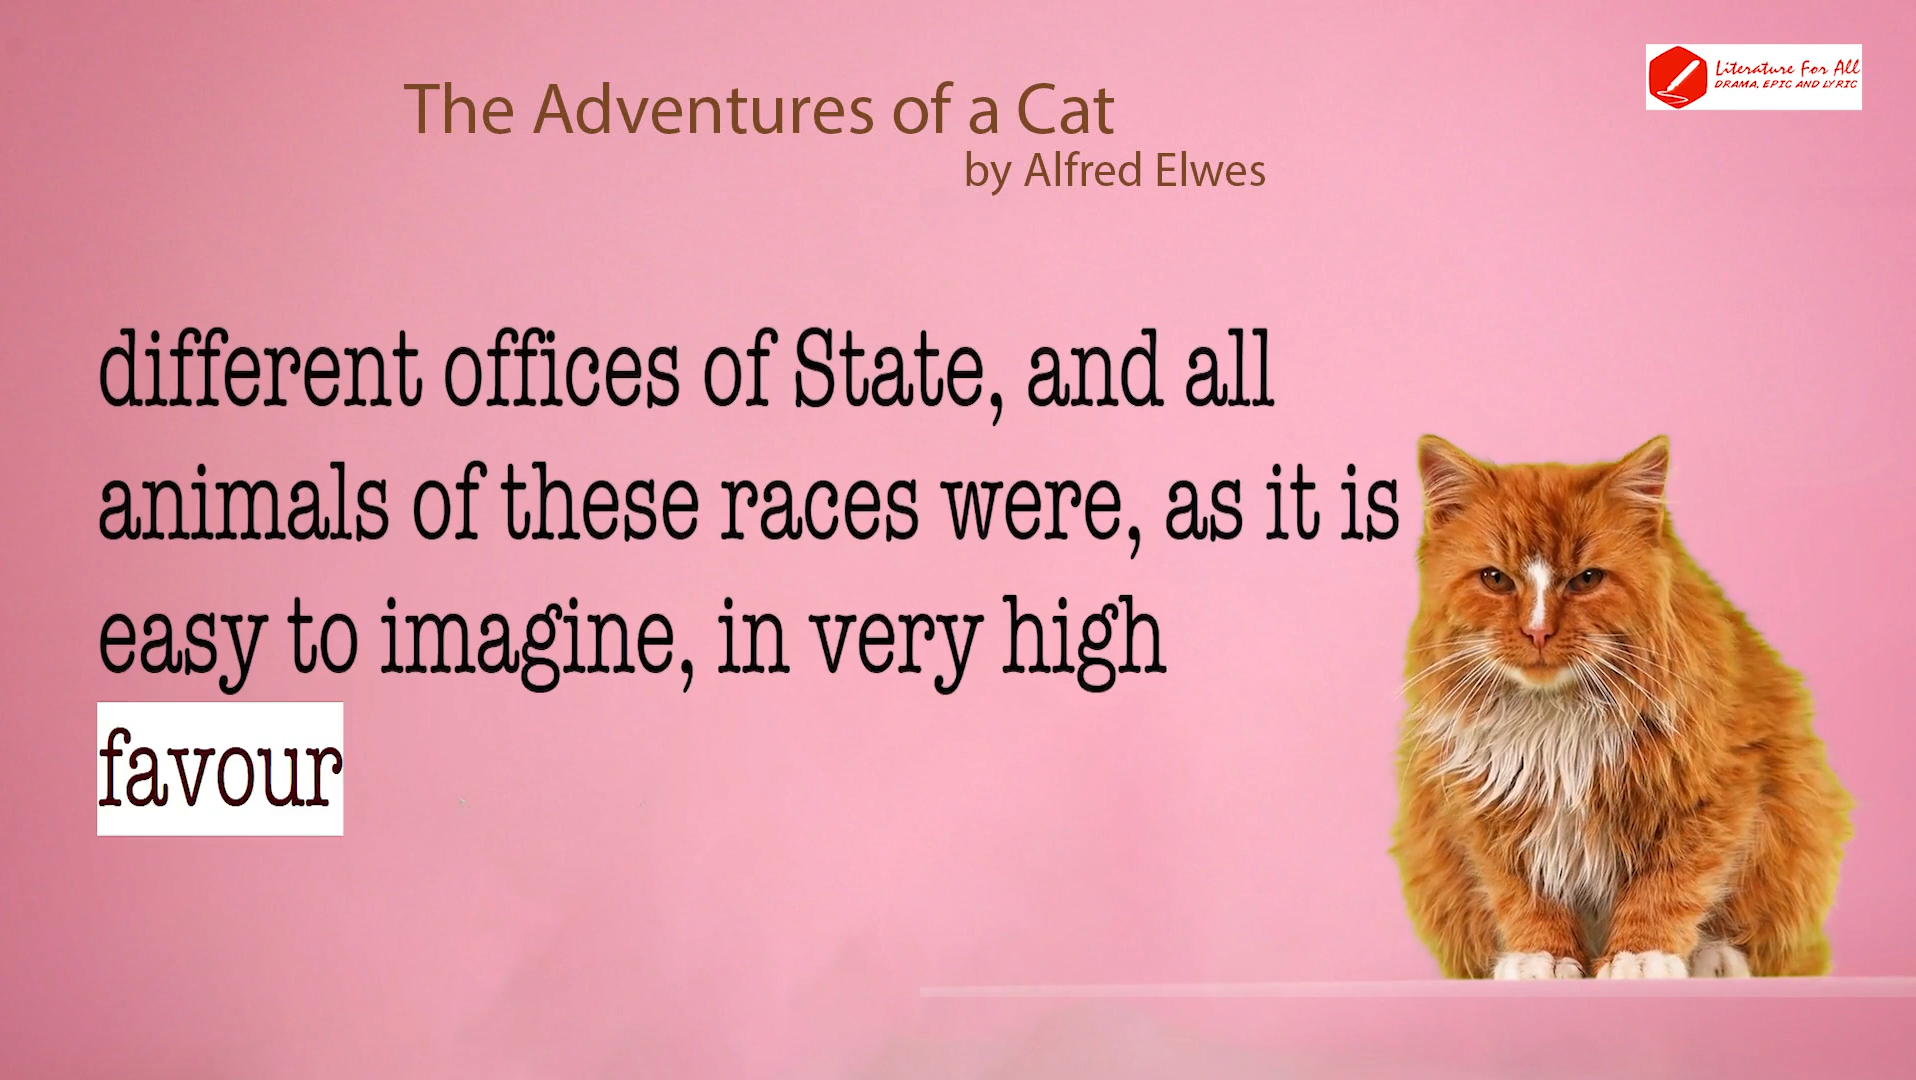 Literature For All
DRAMA, EPIC AND LYRIC
The Adventures of a Cat
by Alfred Elwes
different offices of State, and all
animals of these races were, as it is
easy to imagine, in very high
favour